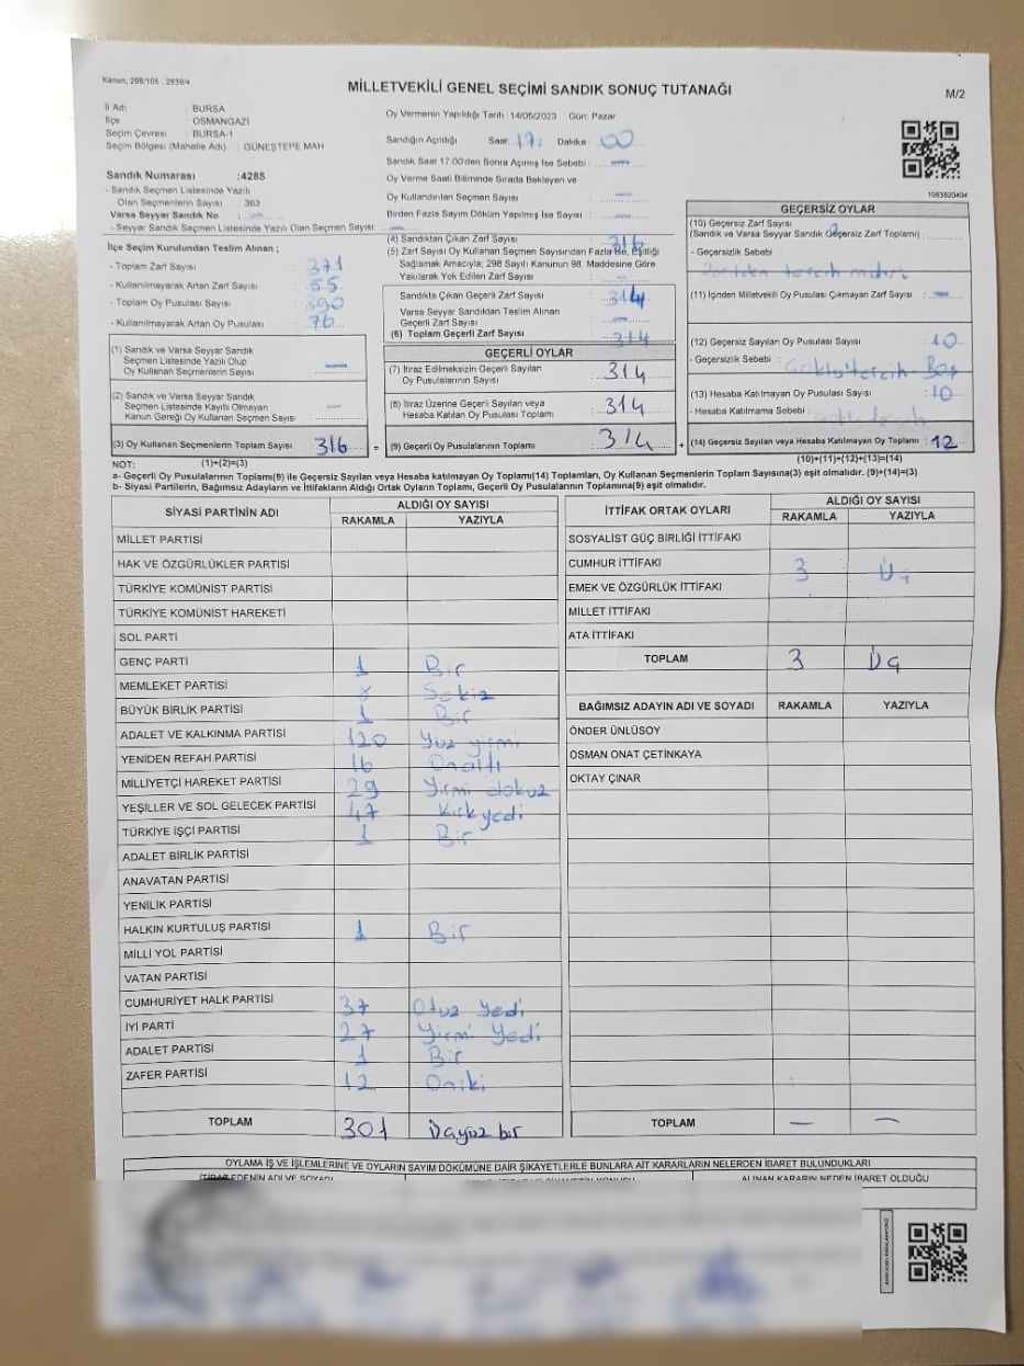 Kanun, 298/105 , 2839/4
MİLLETVEKİLİ GENEL SEÇİMİ SANDIK SONUÇ TUTANAĞI
M/2
İl Adı : BURSA
İlçe : OSMANGAZİ
Seçim Çevresi : BURSA-1
Seçim Bölgesi (Mahalle Adı) : GÜNEŞTEPE MAH
Sandık Numarası :4285
- Sandık Seçmen Listesinde Yazılı
Olan Seçmenlerin Sayısı : 363
Varsa Seyyar Sandık No :
- Seyyar Sandık Seçmen Listesinde Yazılı Olan Seçmen Sayısı
İlçe Seçim Kurulundan Teslim Alınan ;
- Toplam Zarf Sayısı : 371
- Kullanılmayarak Artan Zarf Sayısı : 55
- Toplam Oy Pusulası Sayısı : 390
- Kullanılmayarak Artan Oy Pusulası : 76
(1) Sandık ve Varsa Seyyar Sandık
Seçmen Listesinde Yazılı Olup
Oy Kullanan Seçmen Sayısı :
(2) Sandık ve Varsa Seyyar Sandık
Seçmen Listesinde Kayıtlı Olmayan
Kanun Gereği Oy Kullanan Seçmen Sayısı :
(3) Oy Kullanan Seçmenlerin Toplam Sayısı 316 =
(1)+(2)=(3)
Oy Vermenin Yapıldığı Tarih : 14/05/2023 Gün: Pazar
Sandığın Açıldığı Saat : 17: Dakika : 00
Sandık Saat 17:00'den Sonra Açılmış İse Sebebi :
Oy Verme Saati Bitiminde Sırada Bekleyen ve
Oy Kullandırılan Seçmen Sayısı :
Birden Fazla Sayım Döküm Yapılmış İse Sayısı :
(4) Sandıktan Çıkan Zarf Sayısı : 316
(5) Zarf Sayısı Oy Kullanan Seçmen Sayısından Fazla İse, Eşitliği
Sağlamak Amacıyla, 298 Sayılı Kanunun 98. Maddesine Göre
Yakılarak Yok Edilen Zarf Sayısı :
Sandıkta Çıkan Geçerli Zarf Sayısı : 314
Varsa Seyyar Sandıktan Teslim Alınan
Geçerli Zarf Sayısı :
(6) Toplam Geçerli Zarf Sayısı : 314
GEÇERLİ OYLAR
(7) İtiraz Edilmeksizin Geçerli Sayılan
Oy Pusulalarının Sayısı : 314
(8) İtiraz Üzerine Geçerli Sayılan veya
Hesaba Katılan Oy Pusulası Toplamı : 314
(9) Geçerli Oy Pusulalarının Toplamı : 314 +
1083820404
GEÇERSİZ OYLAR
(10) Geçersiz Zarf Sayısı
(Sandık ve Varsa Seyyar Sandık Geçersiz Zarf Toplamı) : 2
- Geçersizlik Sebebi
(11) İçinden Milletvekili Oy Pusulası Çıkmayan Zarf Sayısı :
(12) Geçersiz Sayılan Oy Pusulası Sayısı : 10
- Geçersizlik Sebebi : Boş
(13) Hesaba Katılmayan Oy Pusulası Sayısı : 10
- Hesaba Katılmama Sebebi :
(14) Geçersiz Sayılan veya Hesaba Katılmayan Oy Toplamı : 12
(10)+(11)+(12)+(13)=(14)
NOT:
a- Geçerli Oy Pusulalarının Toplamı(9) ile Geçersiz Sayılan veya Hesaba katılmayan Oy Toplamı(14) Toplamları, Oy Kullanan Seçmenlerin Toplam Sayısına(3) eşit olmalıdır. (9)+(14)=(3)
b- Siyasi Partilerin, Bağımsız Adayların ve İttifakların Aldığı Ortak Oyların Toplamı, Geçerli Oy Pusulalarının Toplamına(9) eşit olmalıdır.
SİYASİ PARTİNİN ADI ALDIĞI OY SAYISI
RAKAMLA YAZIYLA
MİLLET PARTİSİ
HAK VE ÖZGÜRLÜKLER PARTİSİ
TÜRKİYE KOMÜNİST PARTİSİ
TÜRKİYE KOMÜNİST HAREKETİ
SOL PARTİ
GENÇ PARTİ 1 Bir
MEMLEKET PARTİSİ 8 Sekiz
BÜYÜK BİRLİK PARTİSİ 1 Bir
ADALET VE KALKINMA PARTİSİ 120 Yüz yirmi
YENİDEN REFAH PARTİSİ 16 Onaltı
MİLLİYETÇİ HAREKET PARTİSİ 29 Yirmi dokuz
YEŞİLLER VE SOL GELECEK PARTİSİ 47 Kırk yedi
TÜRKİYE İŞÇİ PARTİSİ 1 Bir
ADALET BİRLİK PARTİSİ
ANAVATAN PARTİSİ
YENİLİK PARTİSİ
HALKIN KURTULUŞ PARTİSİ 1 Bir
MİLLİ YOL PARTİSİ
VATAN PARTİSİ
CUMHURİYET HALK PARTİSİ 37 Otuz Yedi
İYİ PARTİ 27 Yirmi Yedi
ADALET PARTİSİ 1 Bir
ZAFER PARTİSİ 12 Oniki
TOPLAM 301 Üçyüz bir
İTTİFAK ORTAK OYLARI ALDIĞI OY SAYISI
RAKAMLA YAZIYLA
SOSYALİST GÜÇ BİRLİĞİ İTTİFAKI
CUMHUR İTTİFAKI 3 Üç
EMEK VE ÖZGÜRLÜK İTTİFAKI
MİLLET İTTİFAKI
ATA İTTİFAKI
TOPLAM 3 Üç
BAĞIMSIZ ADAYIN ADI VE SOYADI RAKAMLA YAZIYLA
ÖNDER ÜNLÜSOY
OSMAN ONAT ÇETİNKAYA
OKTAY ÇINAR
TOPLAM — —
OYLAMA İŞ VE İŞLEMLERİNE VE OYLARIN SAYIM DÖKÜMÜNE DAİR ŞİKAYETLERLE BUNLARA AİT KARARLARIN NELERDEN İBARET BULUNDUKLARI
ALINAN KARARIN NEDEN İBARET OLDUĞU